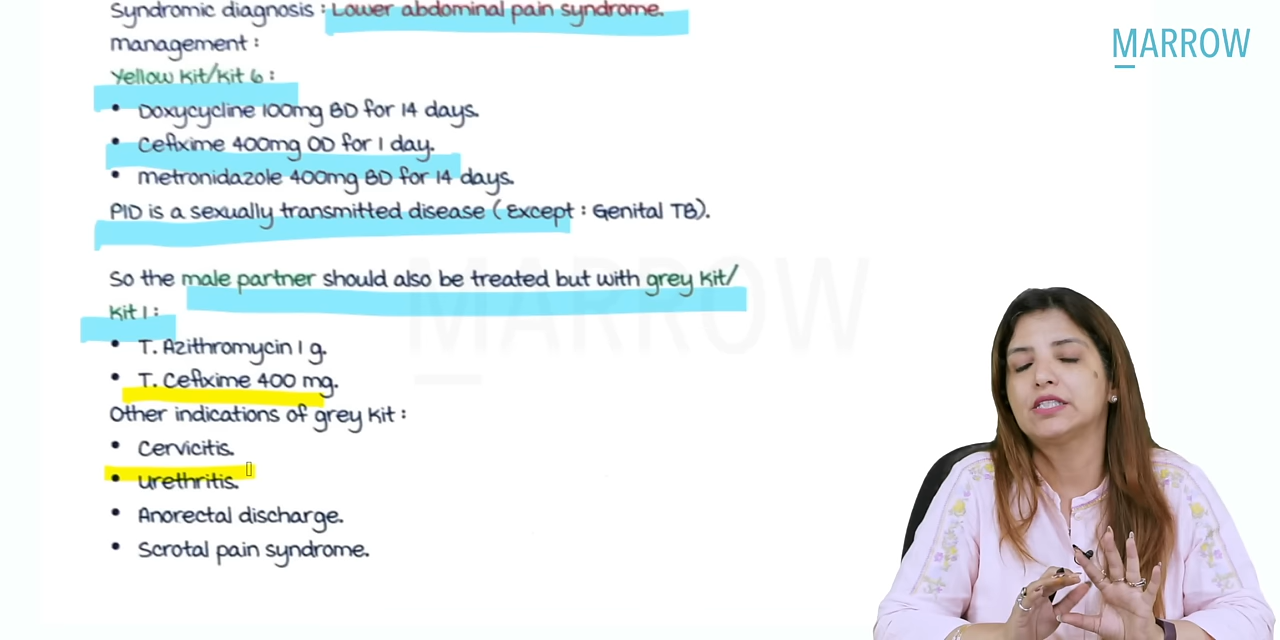 Syndromic diagnosis : Lower abdominal pain syndrome.
MARROW
management :
Yellow kit/kit 6 :
• Doxycycline 100mg BD for 14 days.
• Cefixime 400mg OD for 1 day.
• metronidazole 400mg BD for 14 days.
PID is a sexually transmitted disease ( Except : Genital TB).
So the male partner should also be treated but with grey kit/
kit 1 :
MARROW
• T. Azithromycin 1 g.
• T. Cefixime 400 mg.
Other indications of grey kit :
• Cervicitis.
• urethritis.
• Anorectal discharge.
• Scrotal pain syndrome.